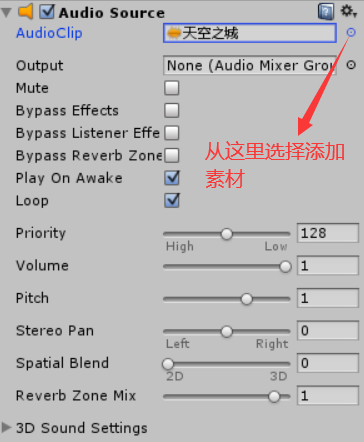 Audio Source
AudioClip 天空之城
Output None (Audio Mixer Grou
Mute
Bypass Effects
Bypass Listener Effe
Bypass Reverb Zone
从这里选择添加
素材
Play On Awake
Loop
Priority 128
High Low
Volume 1
Pitch 1
Stereo Pan 0
Left Right
Spatial Blend 0
2D 3D
Reverb Zone Mix 1
3D Sound Settings